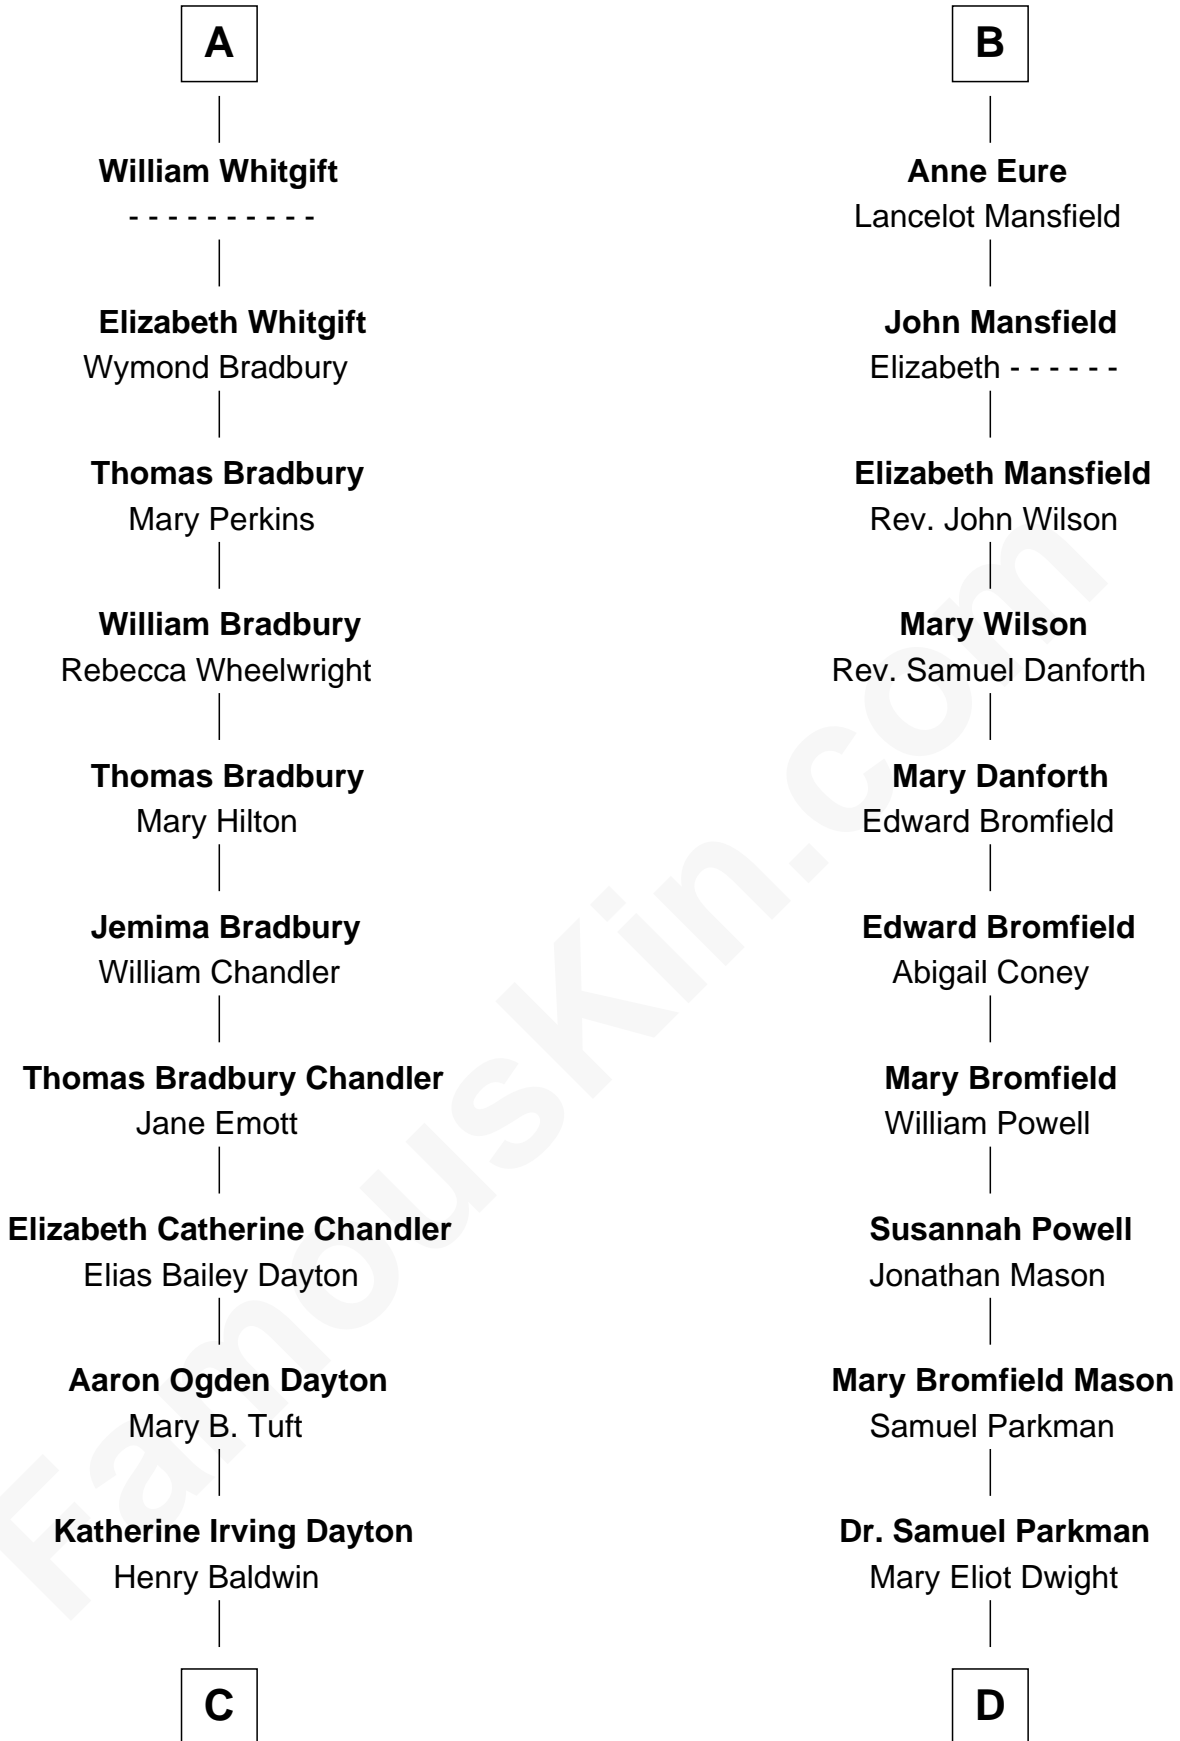 A
William Whitgift
- - - - - - - - - -
Elizabeth Whitgift
Wymond Bradbury
Thomas Bradbury
Mary Perkins
William Bradbury
Rebecca Wheelwright
Thomas Bradbury
Mary Hilton
Jemima Bradbury
William Chandler
Thomas Bradbury Chandler
Jane Emott
Elizabeth Catherine Chandler
Elias Bailey Dayton
Aaron Ogden Dayton
Mary B. Tuft
Katherine Irving Dayton
Henry Baldwin
C
B
Anne Eure
Lancelot Mansfield
John Mansfield
Elizabeth - - - - - -
Elizabeth Mansfield
Rev. John Wilson
Mary Wilson
Rev. Samuel Danforth
Mary Danforth
Edward Bromfield
Edward Bromfield
Abigail Coney
Mary Bromfield
William Powell
Susannah Powell
Jonathan Mason
Mary Bromfield Mason
Samuel Parkman
Dr. Samuel Parkman
Mary Eliot Dwight
D
FamousKin.com